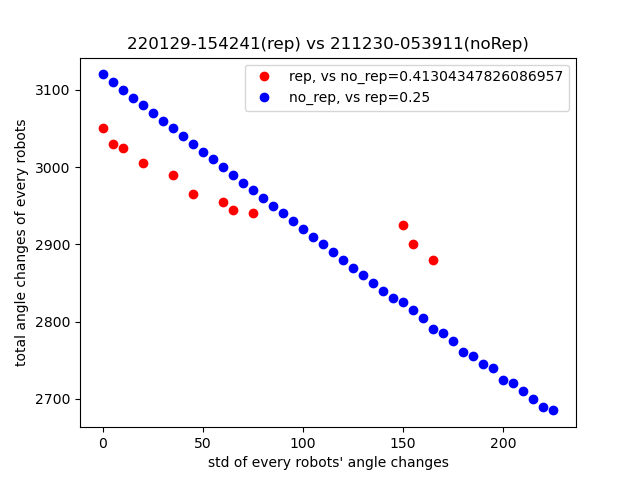 220129-154241(rep) vs 211230-053911(noRep)
rep, vs no_rep=0.41304347826086957
no_rep, vs rep=0.25
total angle changes of every robots
3100
3000
2900
2800
2700
0 50 100 150 200
std of every robots' angle changes